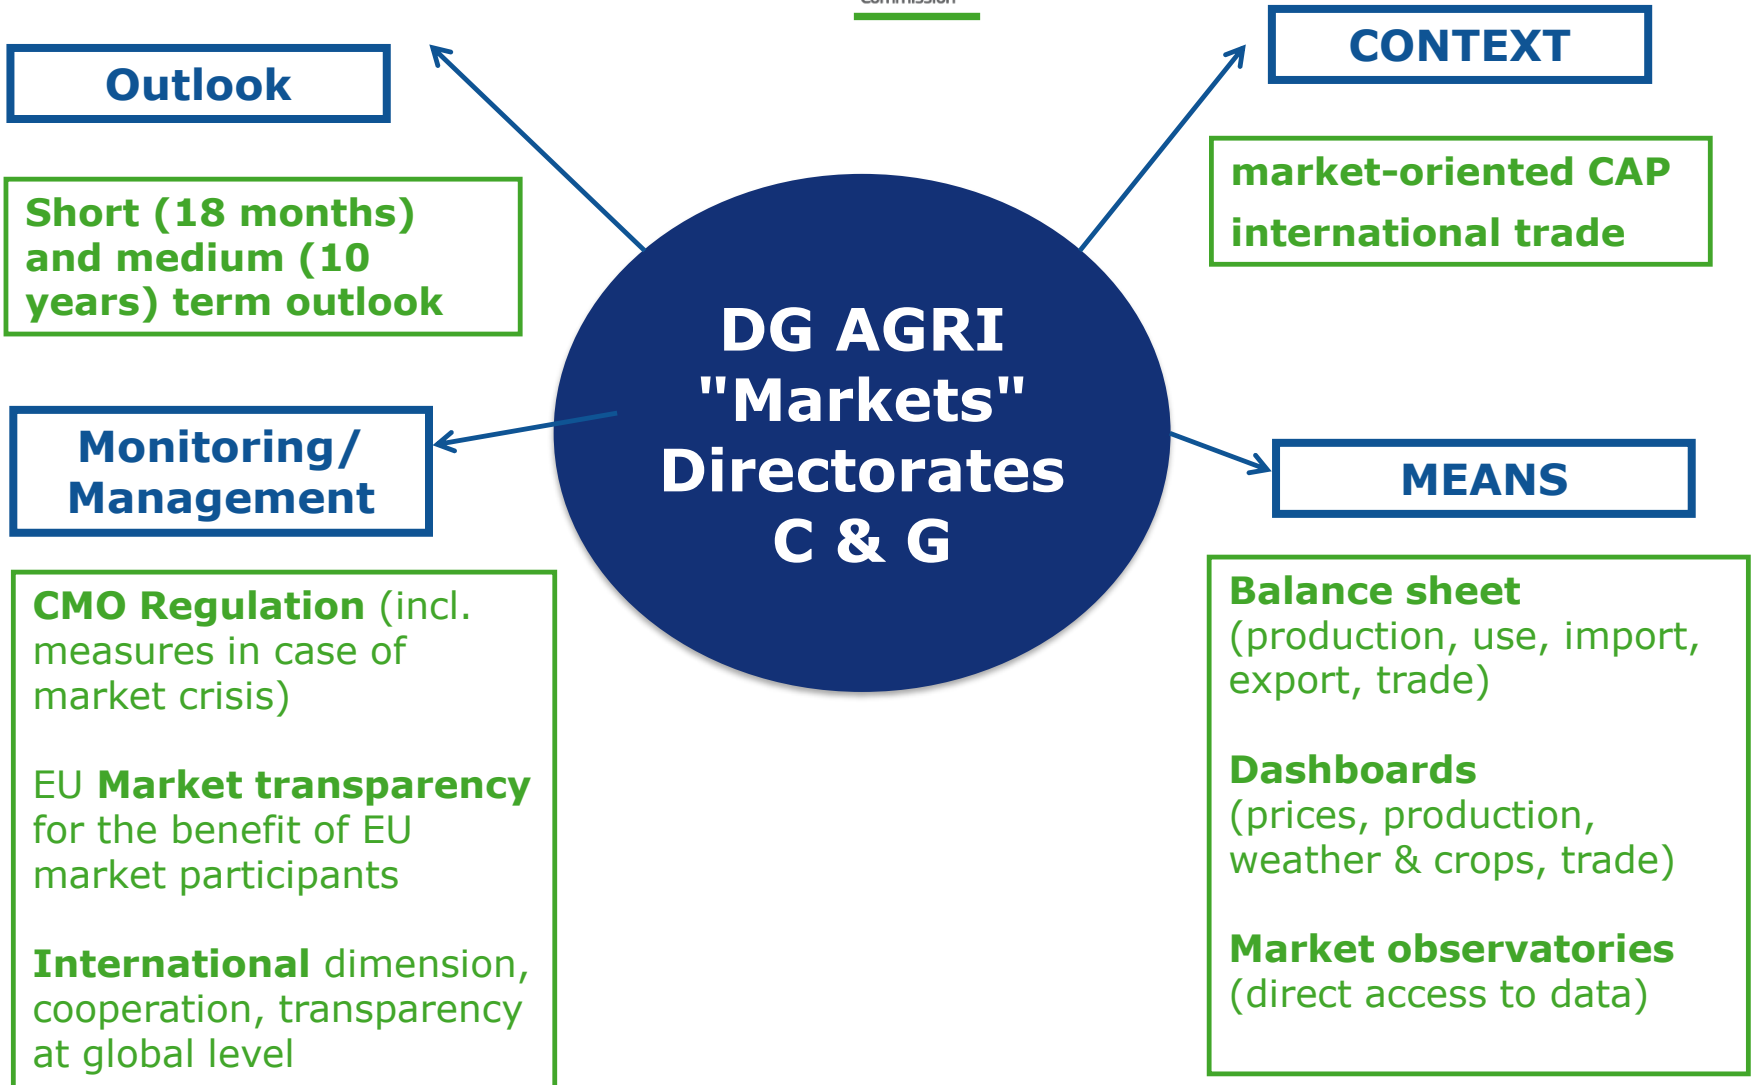 Commission
Outlook
Short (18 months)
and medium (10
years) term outlook
Monitoring/
Management
CMO Regulation (incl.
measures in case of
market crisis)
EU Market transparency
for the benefit of EU
market participants
International dimension,
cooperation, transparency
at global level
DG AGRI
"Markets"
Directorates
C & G
CONTEXT
market-oriented CAP
international trade
MEANS
Balance sheet
(production, use, import,
export, trade)
Dashboards
(prices, production,
weather & crops, trade)
Market observatories
(direct access to data)